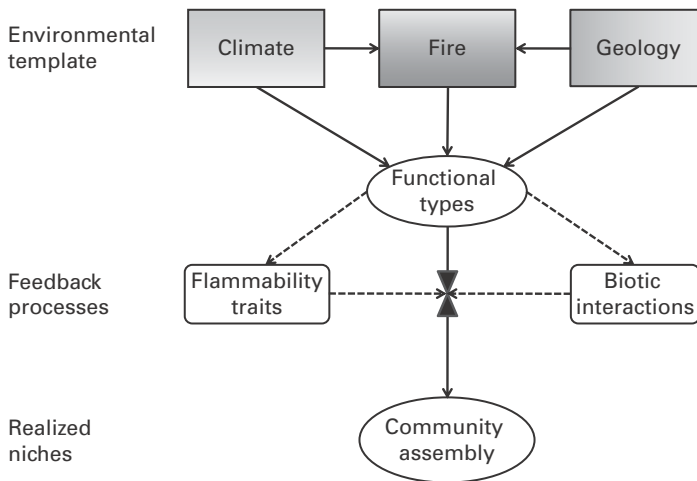 Environmental
template
Climate
Fire
Geology
Functional
types
Feedback
processes
Flammability
traits
Biotic
interactions
Realized
niches
Community
assembly